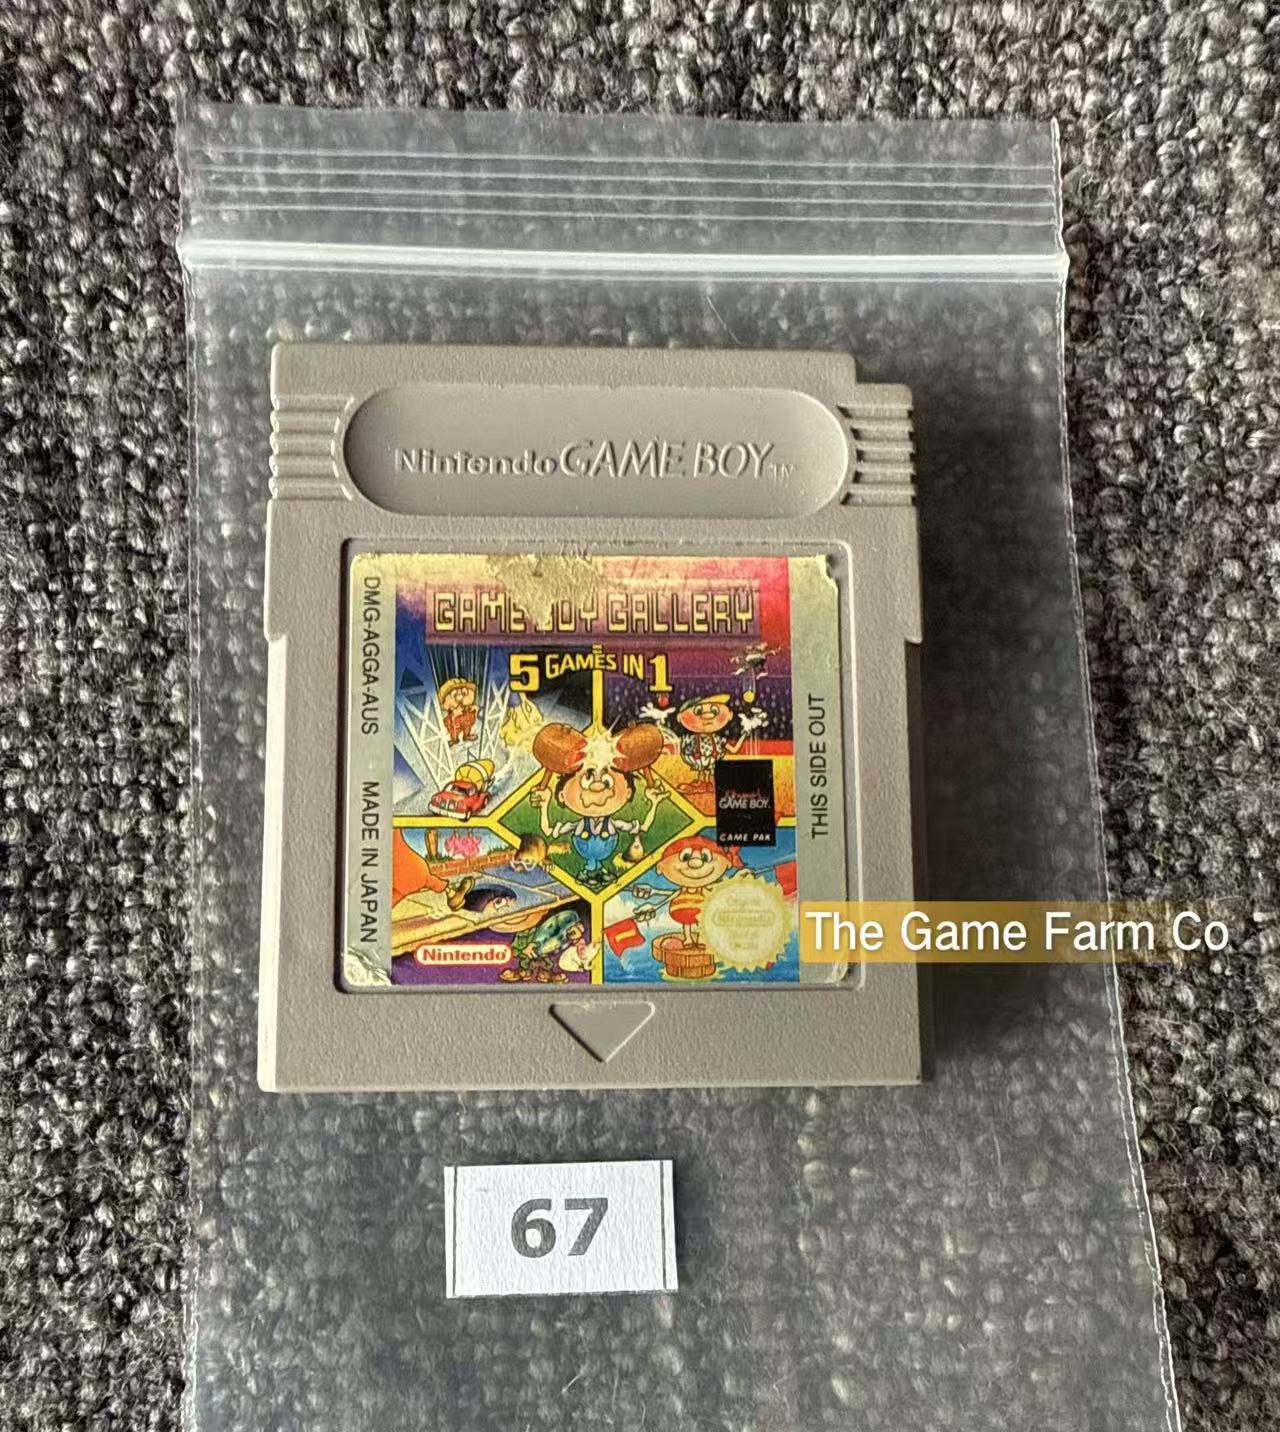 Nintendo GAME BOY TM
GAME BOY GALLERY
5 GAMES IN 1
DMG-AGGA-AUS MADE IN JAPAN
THIS SIDE OUT
GAME BOY
GAME PAK
Nintendo
Nintendo
The Game Farm Co
67